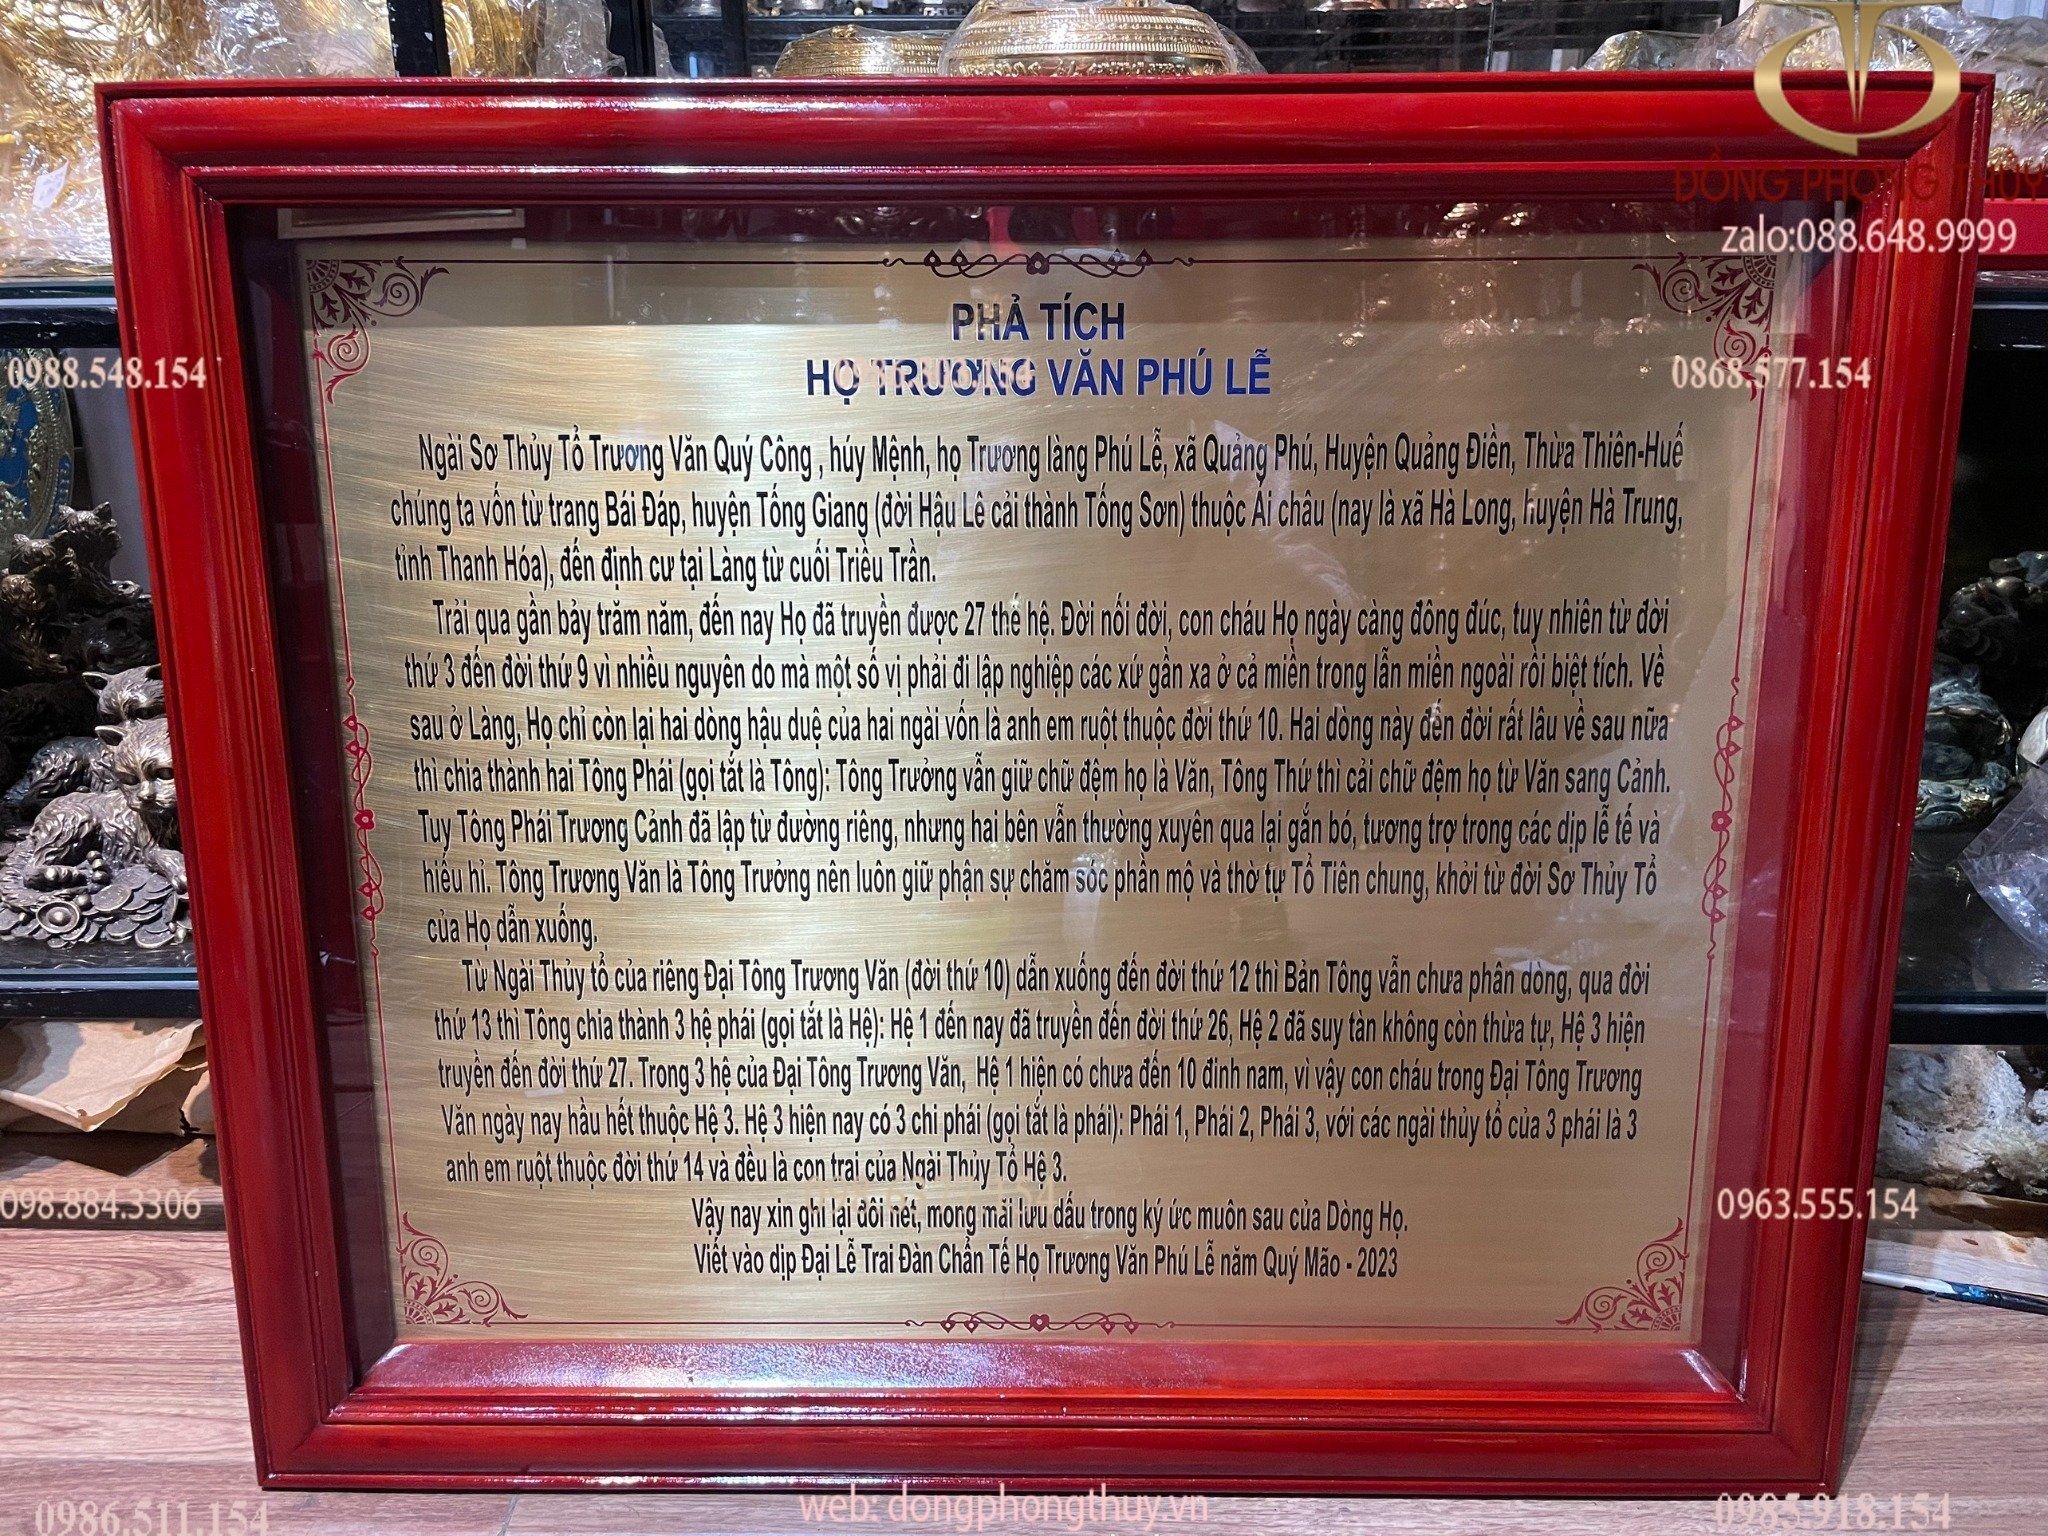 ĐỒNG PHONG THỦY
zalo:088.648.9999
0988.548.154
0868.577.154
PHẢ TÍCH
HỌ TRƯƠNG VĂN PHÚ LỄ
Ngài Sơ Thủy Tổ Trương Văn Quý Công , húy Mệnh, họ Trương làng Phú Lễ, xã Quảng Phú, Huyện Quảng Điền, Thừa Thiên-Huế
chúng ta vốn từ trang Bái Đáp, huyện Tống Giang (đời Hậu Lê cải thành Tống Sơn) thuộc Ái châu (nay là xã Hà Long, huyện Hà Trung,
tỉnh Thanh Hóa), đến định cư tại Làng từ cuối Triều Trần.
Trải qua gần bảy trăm năm, đến nay Họ đã truyền được 27 thế hệ. Đời nối đời, con cháu Họ ngày càng đông đúc, tuy nhiên từ đời
thứ 3 đến đời thứ 9 vì nhiều nguyên do mà một số vị phải đi lập nghiệp các xứ gần xa ở cả miền trong lẫn miền ngoài rồi biệt tích. Về
sau ở Làng, Họ chỉ còn lại hai dòng hậu duệ của hai ngài vốn là anh em ruột thuộc đời thứ 10. Hai dòng này đến đời rất lâu về sau nữa
thì chia thành hai Tông Phái (gọi tắt là Tông): Tông Trưởng vẫn giữ chữ đệm họ là Văn, Tông Thứ thì cải chữ đệm họ từ Văn sang Cảnh.
Tuy Tông Phái Trương Cảnh đã lập từ đường riêng, nhưng hai bên vẫn thường xuyên qua lại gắn bó, tương trợ trong các dịp lễ tế và
hiếu hỉ. Tông Trương Văn là Tông Trưởng nên luôn giữ phận sự chăm sóc phần mộ và thờ tự Tổ Tiên chung, khởi từ đời Sơ Thủy Tổ
của Họ dẫn xuống.
Từ Ngài Thủy tổ của riêng Đại Tông Trương Văn (đời thứ 10) dẫn xuống đến đời thứ 12 thì Bản Tông vẫn chưa phân dòng, qua đời
thứ 13 thì Tông chia thành 3 hệ phái (gọi tắt là Hệ): Hệ 1 đến nay đã truyền đến đời thứ 26, Hệ 2 đã suy tàn không còn thừa tự, Hệ 3 hiện
truyền đến đời thứ 27. Trong 3 hệ của Đại Tông Trương Văn, Hệ 1 hiện có chưa đến 10 đinh nam, vì vậy con cháu trong Đại Tông Trương
Văn ngày nay hầu hết thuộc Hệ 3. Hệ 3 hiện nay có 3 chi phái (gọi tắt là phái): Phái 1, Phái 2, Phái 3, với các ngài thủy tổ của 3 phái là 3
anh em ruột thuộc đời thứ 14 và đều là con trai của Ngài Thủy Tổ Hệ 3.
Vậy nay xin ghi lại đôi nét, mong mãi lưu dấu trong ký ức muôn sau của Dòng Họ.
Viết vào dịp Đại Lễ Trai Đàn Chẩn Tế Họ Trương Văn Phú Lễ năm Quý Mão - 2023
098.884.3306
0963.555.154
0986.511.154
web: dongphongthuy.vn
0985.918.154